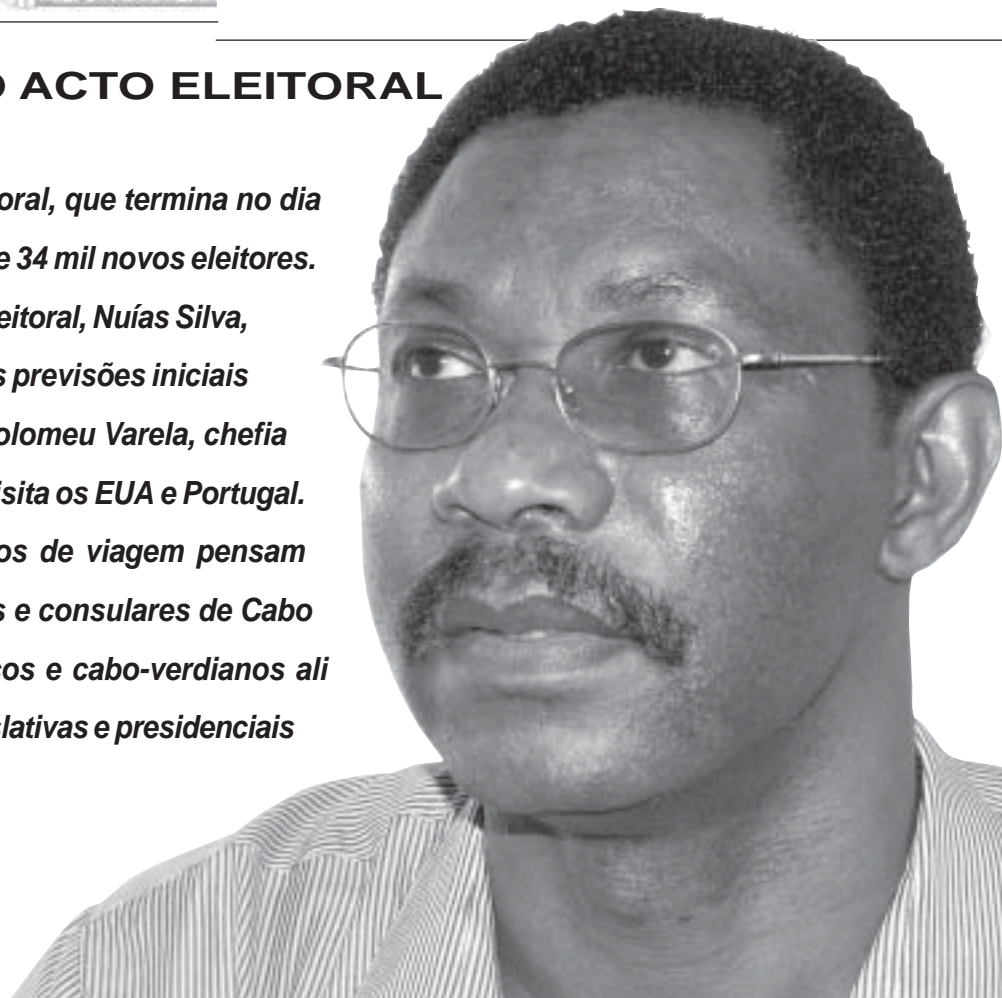 ACTO ELEITORAL
oral, que termina no dia
e 34 mil novos eleitores.
eitoral, Nuías Silva,
s previsões iniciais
olomeu Varela, chefia
isita os EUA e Portugal.
os de viagem pensam
s e consulares de Cabo
cos e cabo-verdianos ali
slativas e presidenciais